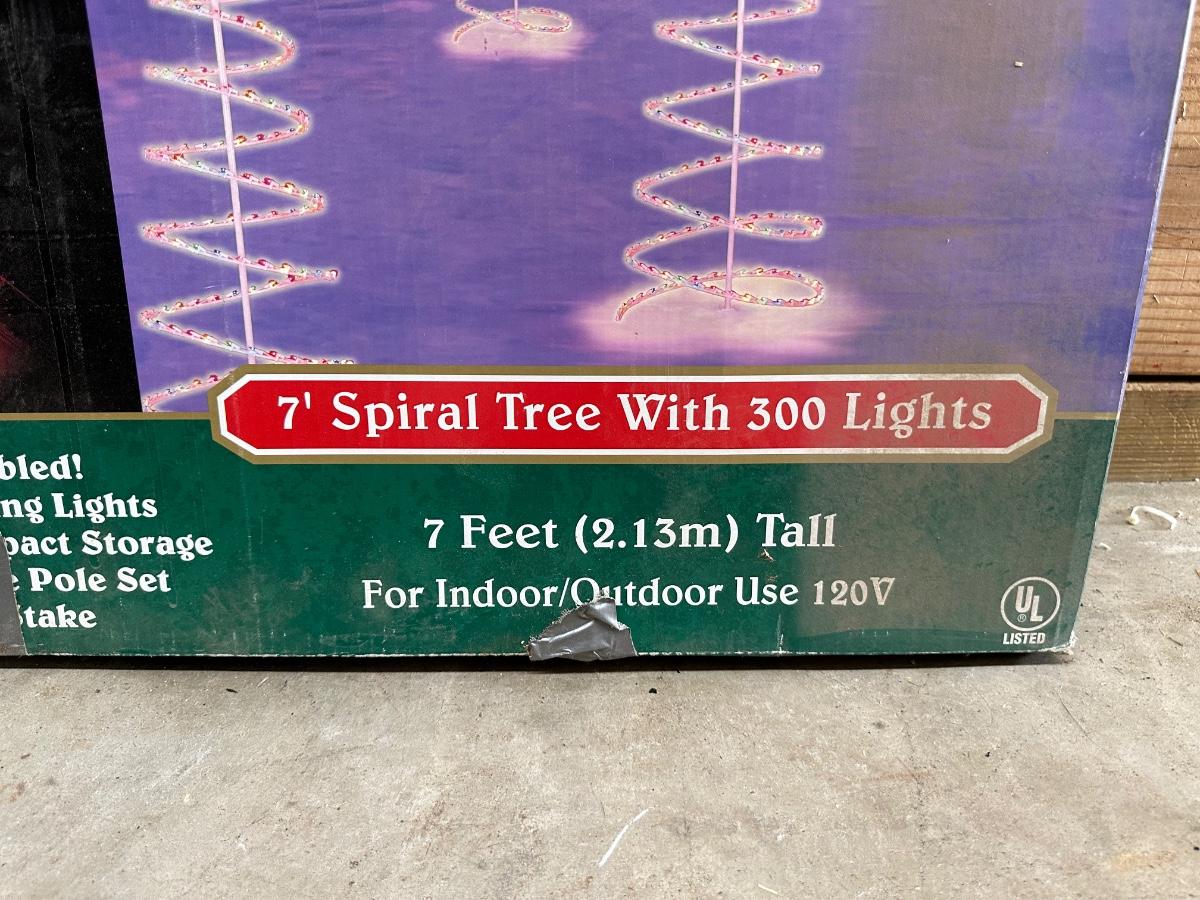 7' Spiral Tree With 300 Lights
bled!
ng Lights
pact Storage
Pole Set
take
7 Feet (2.13m) Tall
For Indoor/Outdoor Use 120V
UL
®
LISTED